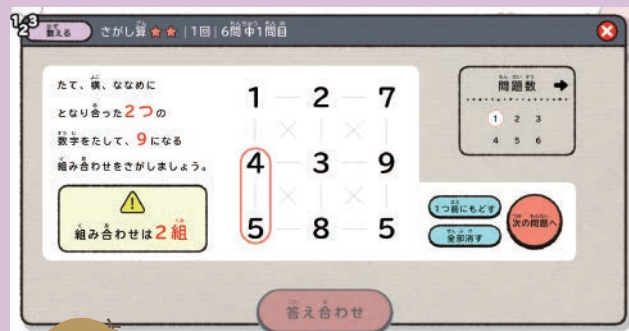 123 数える さがし算 ★★ | 1回 | 6問中1問目
たて、横、ななめに
となり合った2つの
数字をたして、9になる
組み合わせをさがしましょう。
組み合わせは2組
1 2 7
4 3 9
5 8 5
問題数
1 2 3
4 5 6
1つ前にもどす
全部消す
次の問題へ
答え合わせ